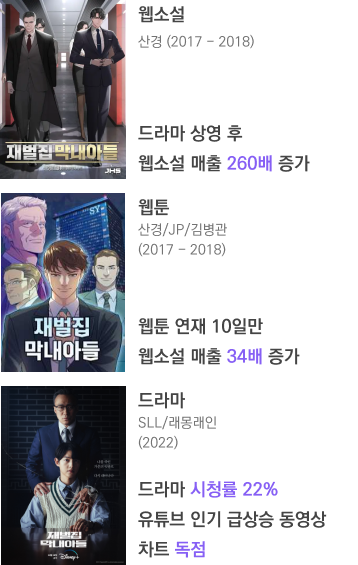 웹소설
산경 (2017 - 2018)
재벌집 막내아들
JHS
드라마 상영 후
웹소설 매출 260배 증가
웹툰
산경/JP/김병관
(2017 - 2018)
SY
재벌집
막내아들
웹툰 연재 10일만
웹소설 매출 34배 증가
드라마
SLL/래몽래인
(2022)
재벌집
막내아들
Disney+
드라마 시청률 22%
유튜브 인기 급상승 동영상
차트 독점